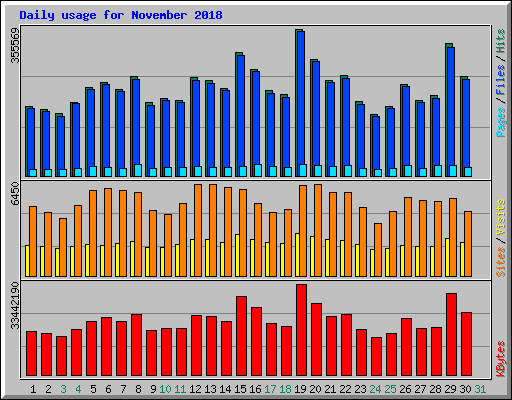 Daily usage for November 2018
355569
Pages / Files / Hits
6450
Sites / Visits
33442190
KBytes
1 2 3 4 5 6 7 8 9 10 11 12 13 14 15 16 17 18 19 20 21 22 23 24 25 26 27 28 29 30 31